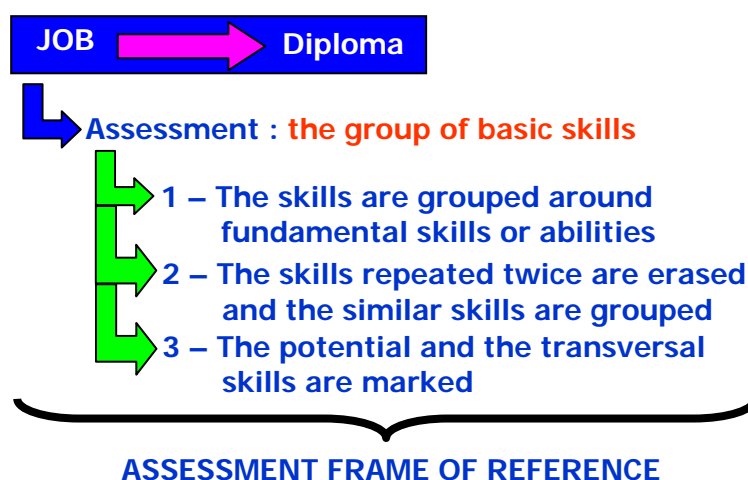 JOB Diploma
Assessment : the group of basic skills
1 – The skills are grouped around
fundamental skills or abilities
2 – The skills repeated twice are erased
and the similar skills are grouped
3 – The potential and the transversal
skills are marked
ASSESSMENT FRAME OF REFERENCE